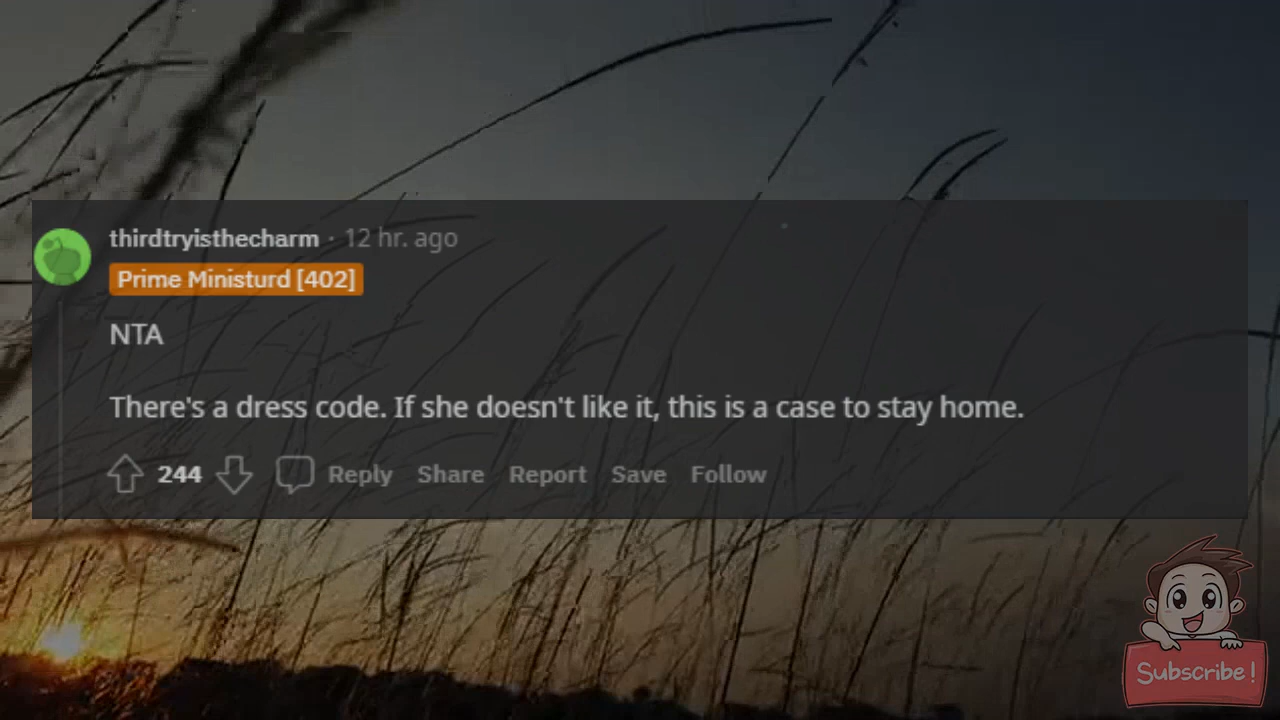 thirdtryisthecharm · 12 hr. ago
Prime Ministurd [402]
NTA
There's a dress code. If she doesn't like it, this is a case to stay home.
244 Reply Share Report Save Follow
Subscribe!